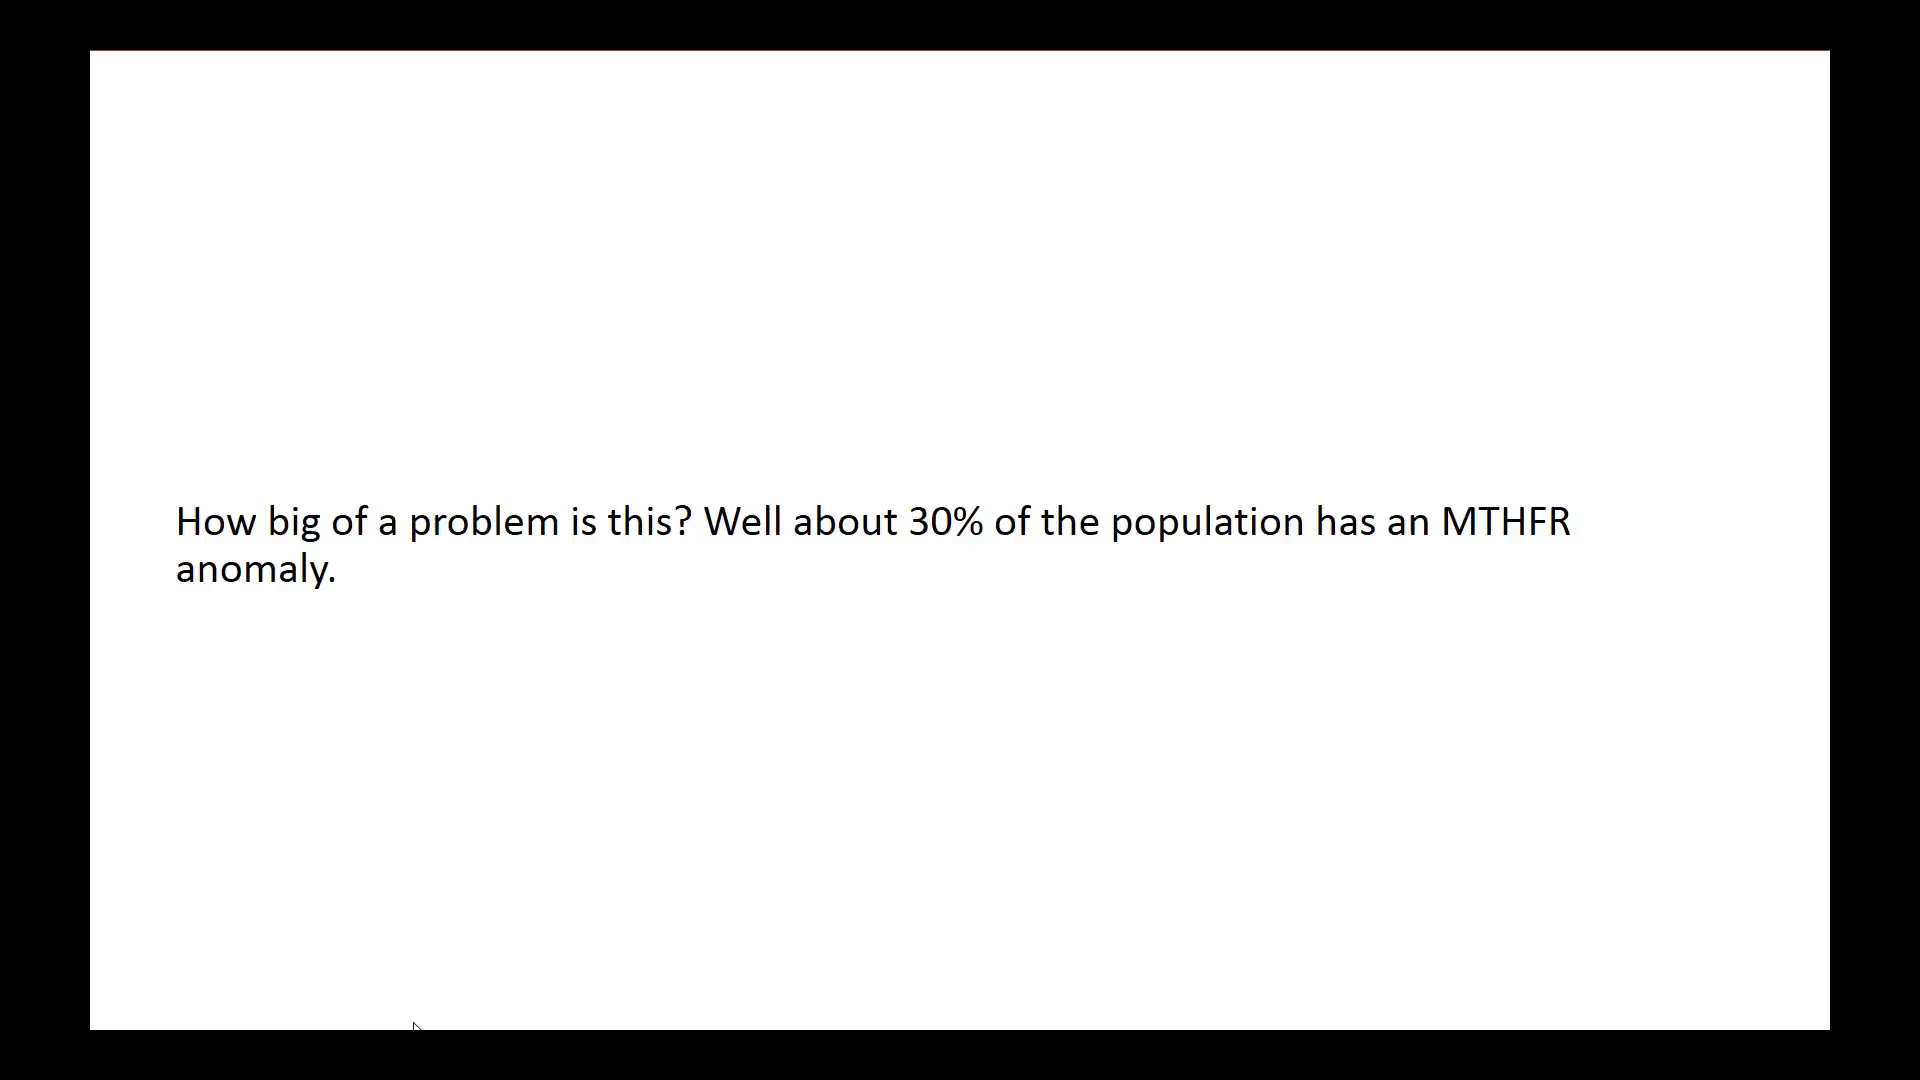 How big of a problem is this? Well about 30% of the population has an MTHFR
anomaly.